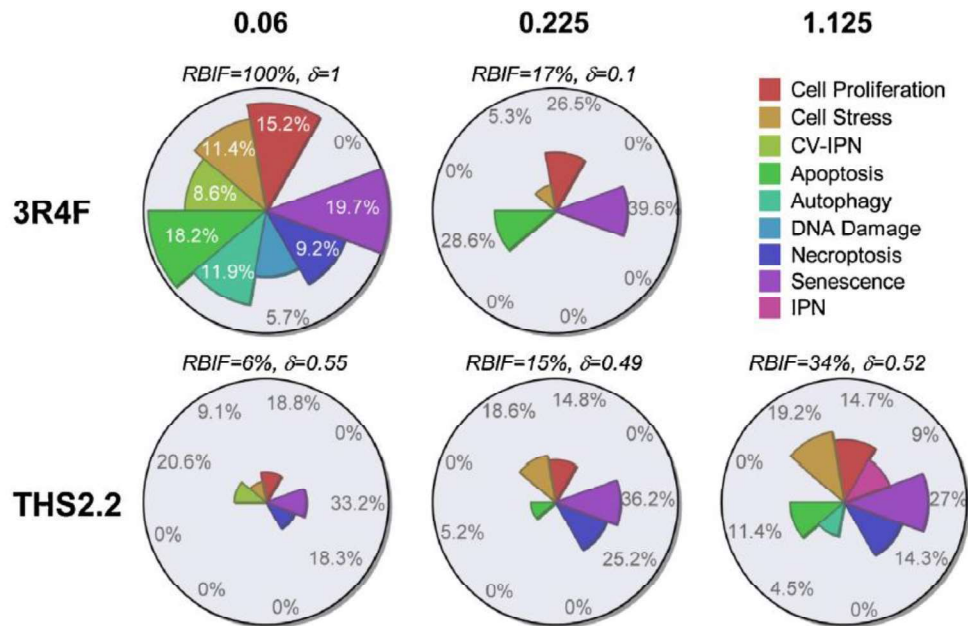 0.06 0.225 1.125
RBIF=100%, δ=1 RBIF=17%, δ=0.1
3R4F
15.2%
0%
11.4%
8.6%
19.7%
18.2%
9.2%
11.9%
5.7%
5.3% 26.5%
0% 0%
39.6%
28.6%
0%
0% 0%
Cell Proliferation
Cell Stress
CV-IPN
Apoptosis
Autophagy
DNA Damage
Necroptosis
Senescence
IPN
RBIF=6%, δ=0.55 RBIF=15%, δ=0.49 RBIF=34%, δ=0.52
THS2.2
9.1% 18.8%
0%
20.6%
33.2%
0%
18.3%
0% 0%
18.6% 14.8%
0% 0%
36.2%
5.2%
25.2%
0% 0%
19.2% 14.7%
9%
0%
27%
11.4%
14.3%
4.5% 0%